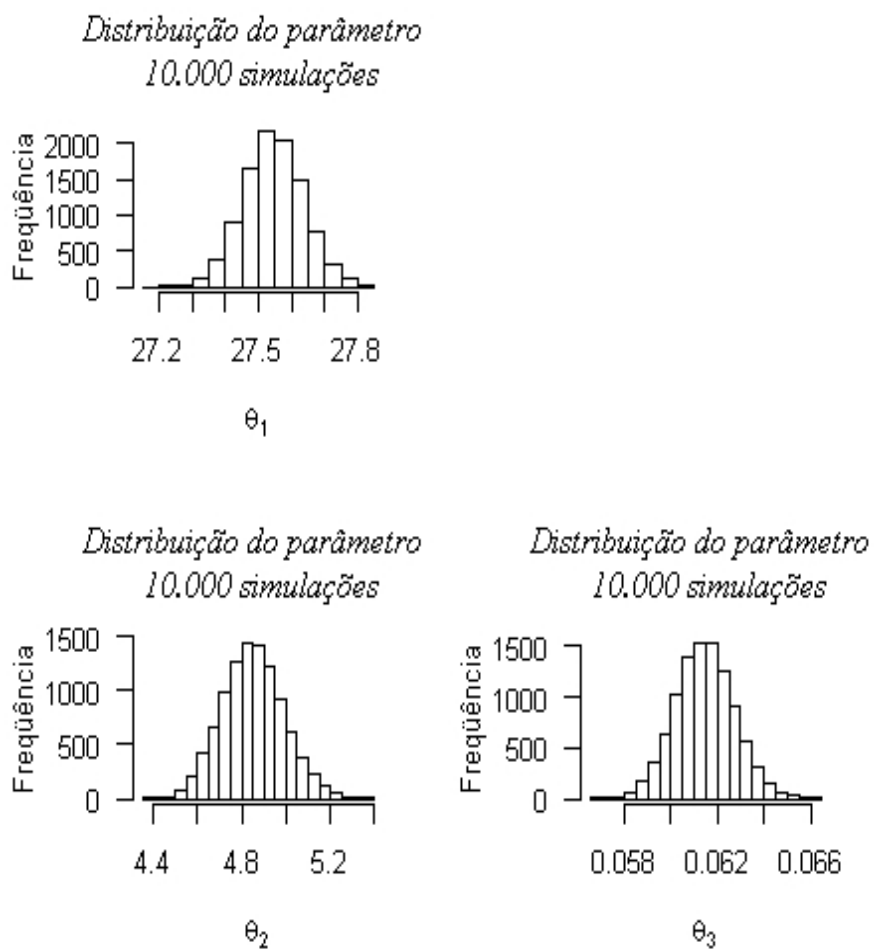 Distribuição do parâmetro
10.000 simulações
Freqüência
2000
1500
1000
500
0
27.2 27.5 27.8
θ₁
Distribuição do parâmetro
10.000 simulações
Freqüência
1500
1000
500
0
4.4 4.8 5.2
θ₂
Distribuição do parâmetro
10.000 simulações
Freqüência
1500
1000
500
0
0.058 0.062 0.066
θ₃